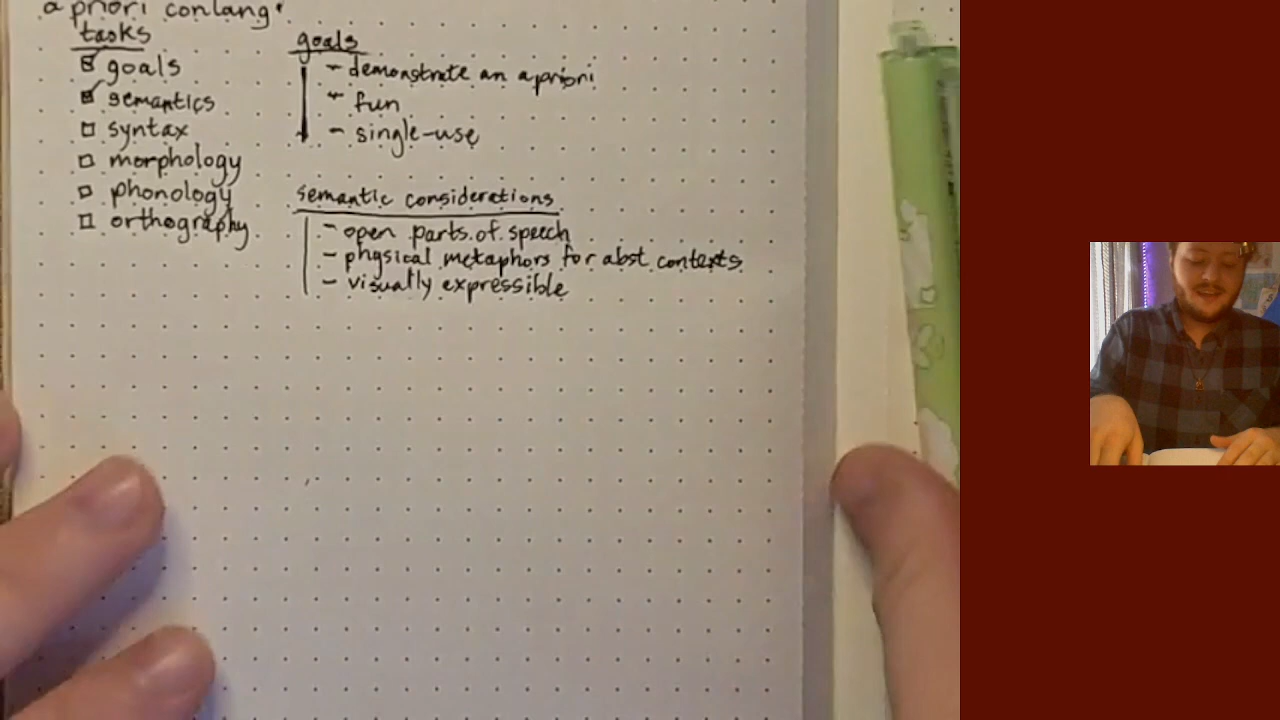 a priori conlang
tasks
goals
semantics
syntax
morphology
phonology
orthography
goals
- demonstrate an a priori
- fun
- single-use
semantic considerations
- open parts of speech
- physical metaphors for abst contexts
- visually expressible